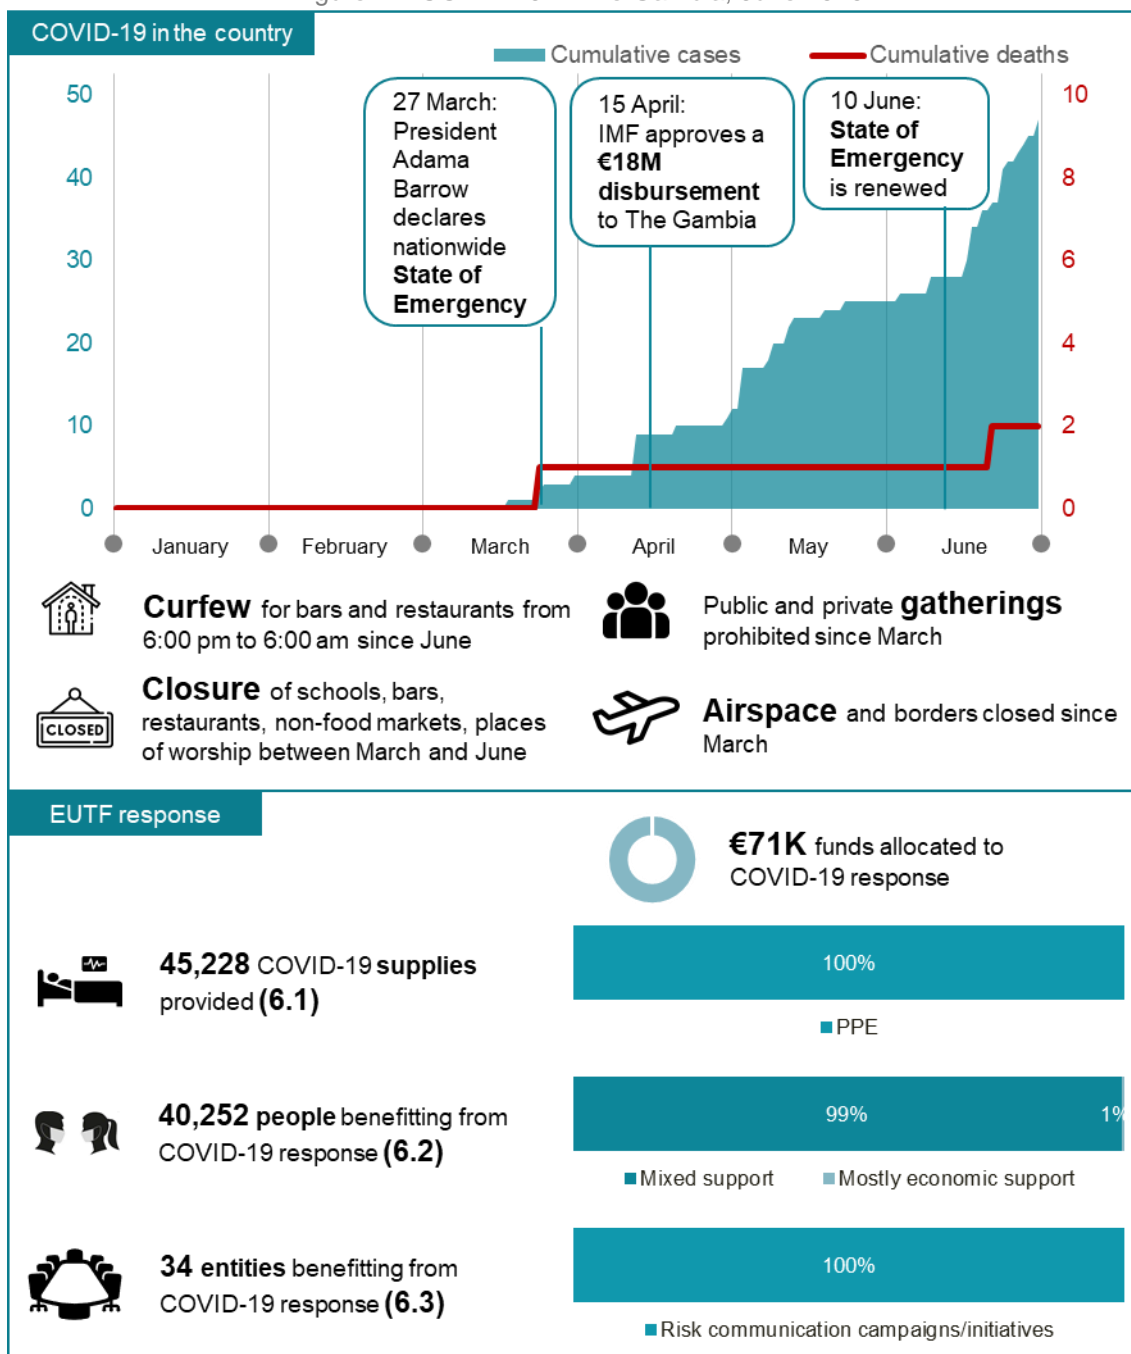 COVID-19 in the country
Cumulative cases
Cumulative deaths
50
40
30
20
10
0
10
8
6
4
2
0
27 March:
President
Adama
Barrow
declares
nationwide
State of
Emergency
15 April:
IMF approves a
€18M
disbursement
to The Gambia
10 June:
State of
Emergency
is renewed
January
February
March
April
May
June
Curfew for bars and restaurants from
6:00 pm to 6:00 am since June
Public and private gatherings
prohibited since March
CLOSED
Closure of schools, bars,
restaurants, non-food markets, places
of worship between March and June
Airspace and borders closed since
March
EUTF response
€71K funds allocated to
COVID-19 response
45,228 COVID-19 supplies
provided (6.1)
100%
PPE
40,252 people benefitting from
COVID-19 response (6.2)
99%
1%
Mixed support
Mostly economic support
34 entities benefitting from
COVID-19 response (6.3)
100%
Risk communication campaigns/initiatives